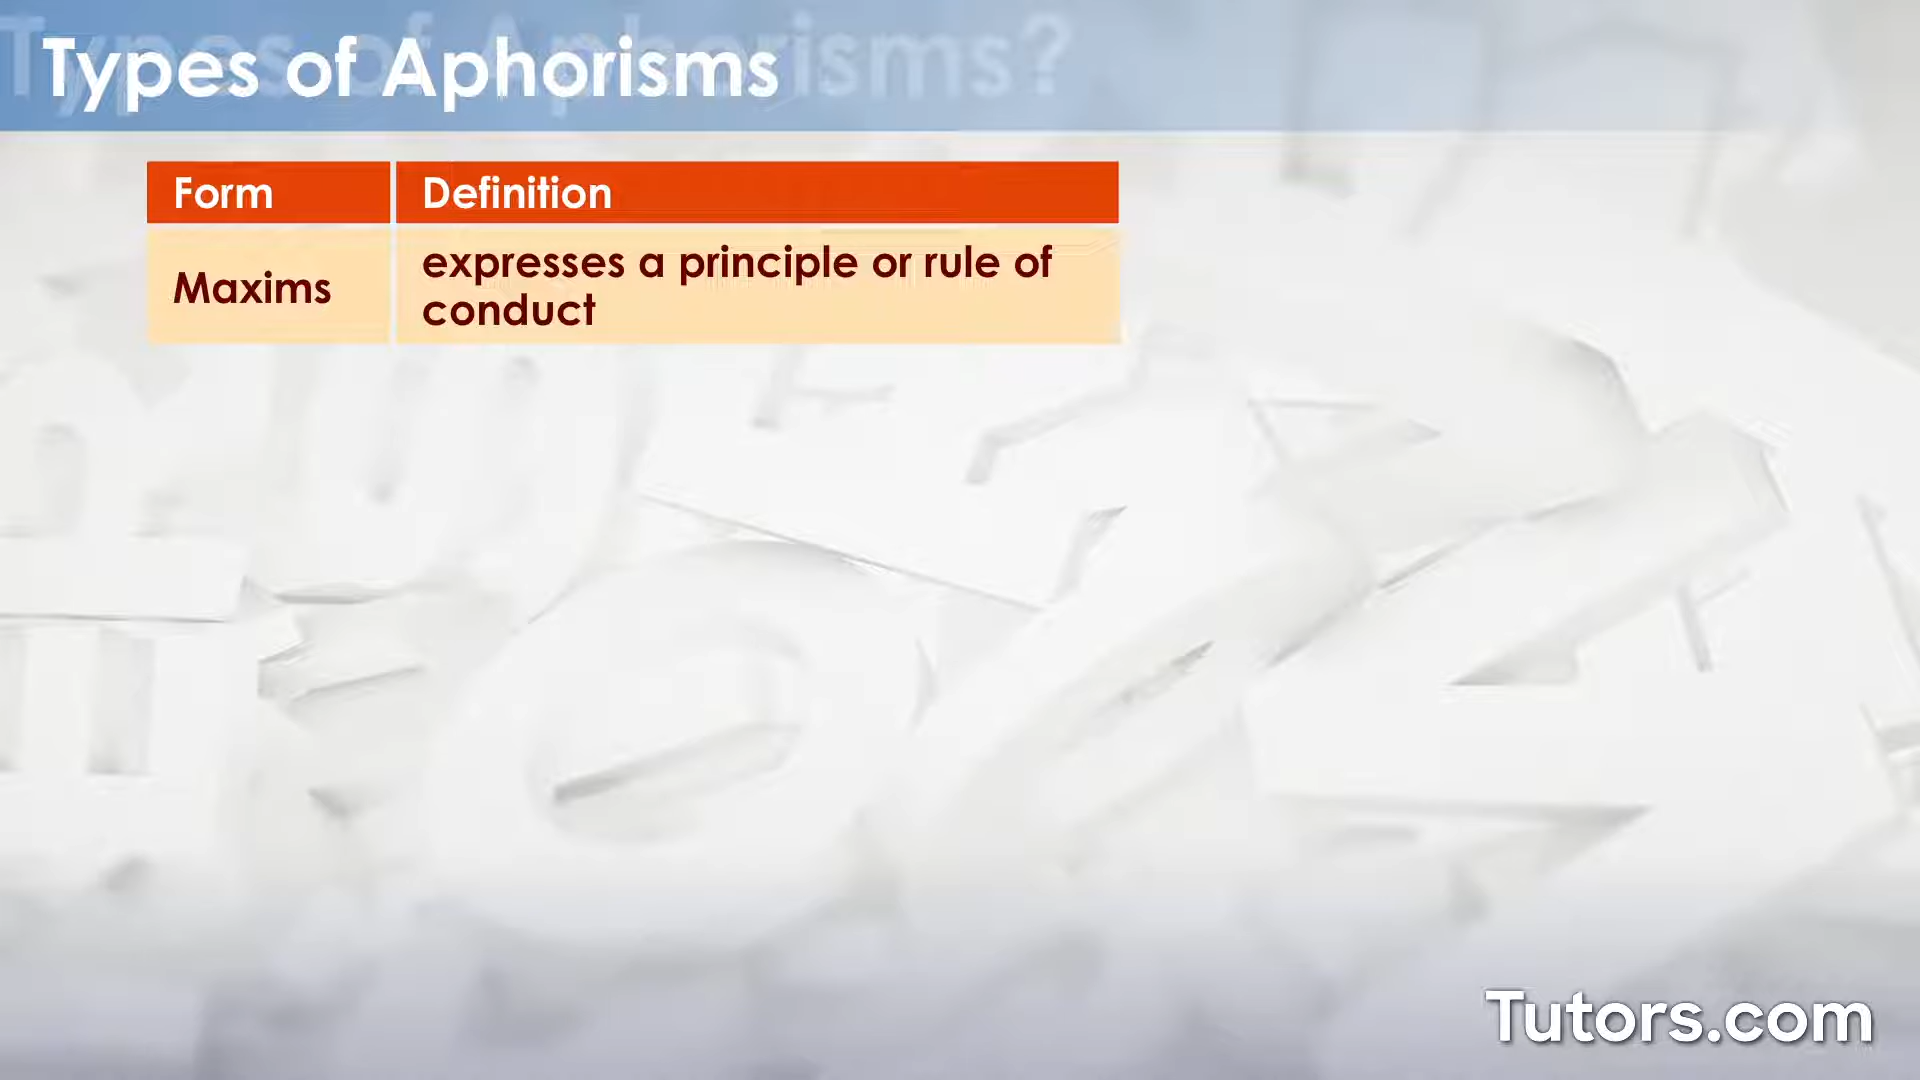 Types of Aphorisms
Form Definition
Maxims expresses a principle or rule of
conduct
Tutors.com